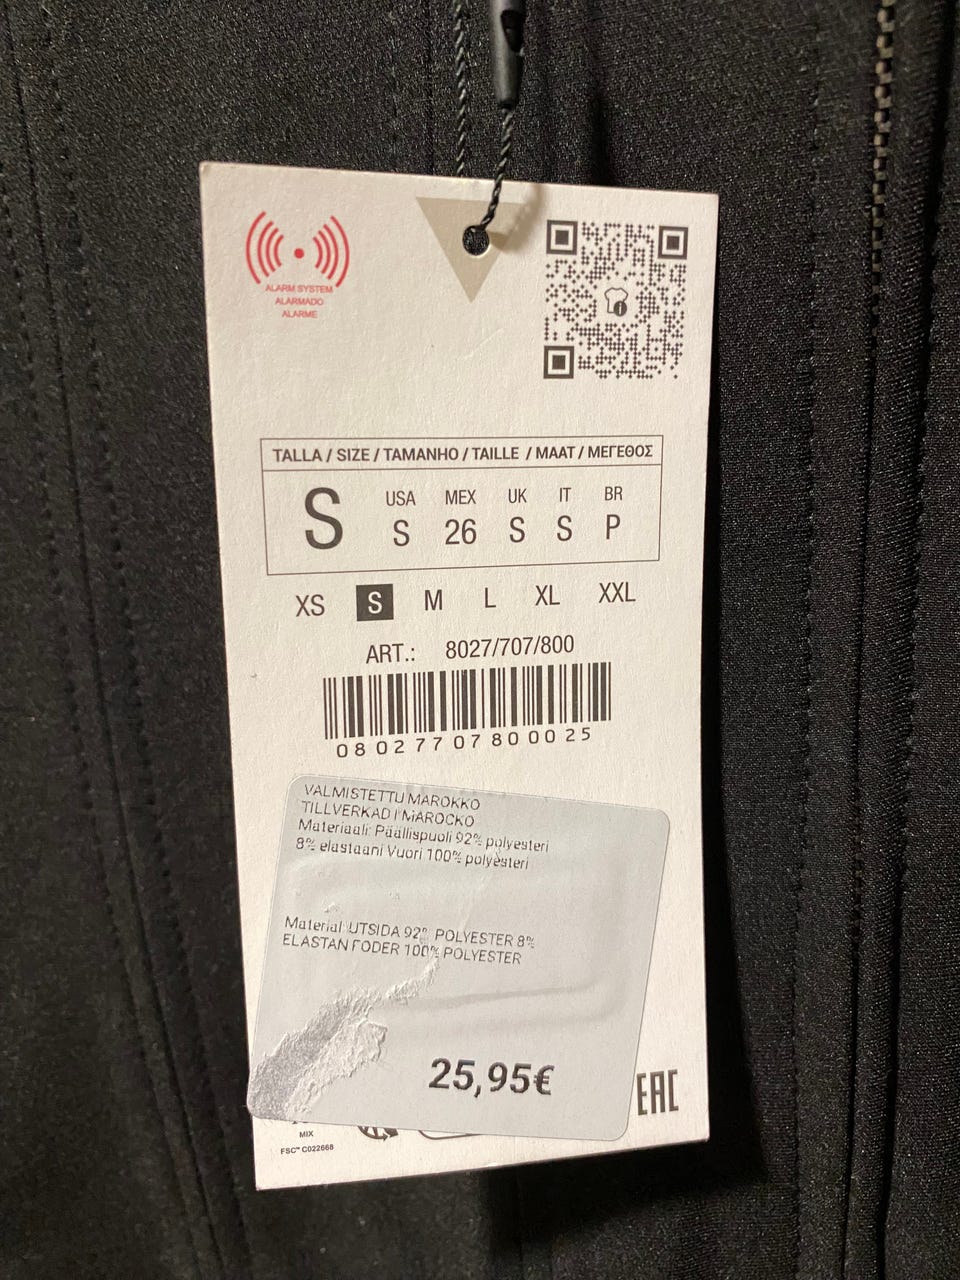 ALARM SYSTEM
ALARMADO
ALARME
TALLA / SIZE / TAMANHO / TAILLE / MAAT / ΜΕΓΕΘΟΣ
S
USA MEX UK IT BR
S 26 S S P
XS S M L XL XXL
ART.: 8027/707/800
08027707800025
VALMISTETTU MAROKKO
TILLVERKAD I MAROCKO
Materiaali: Päällispuoli 92% polyesteri
8% elastaani Vuori 100% polyesteri
Material: UTSIDA 92% POLYESTER 8%
ELASTAN FODER 100% POLYESTER
25,95€
EAC
MIX
FSC™ C022668